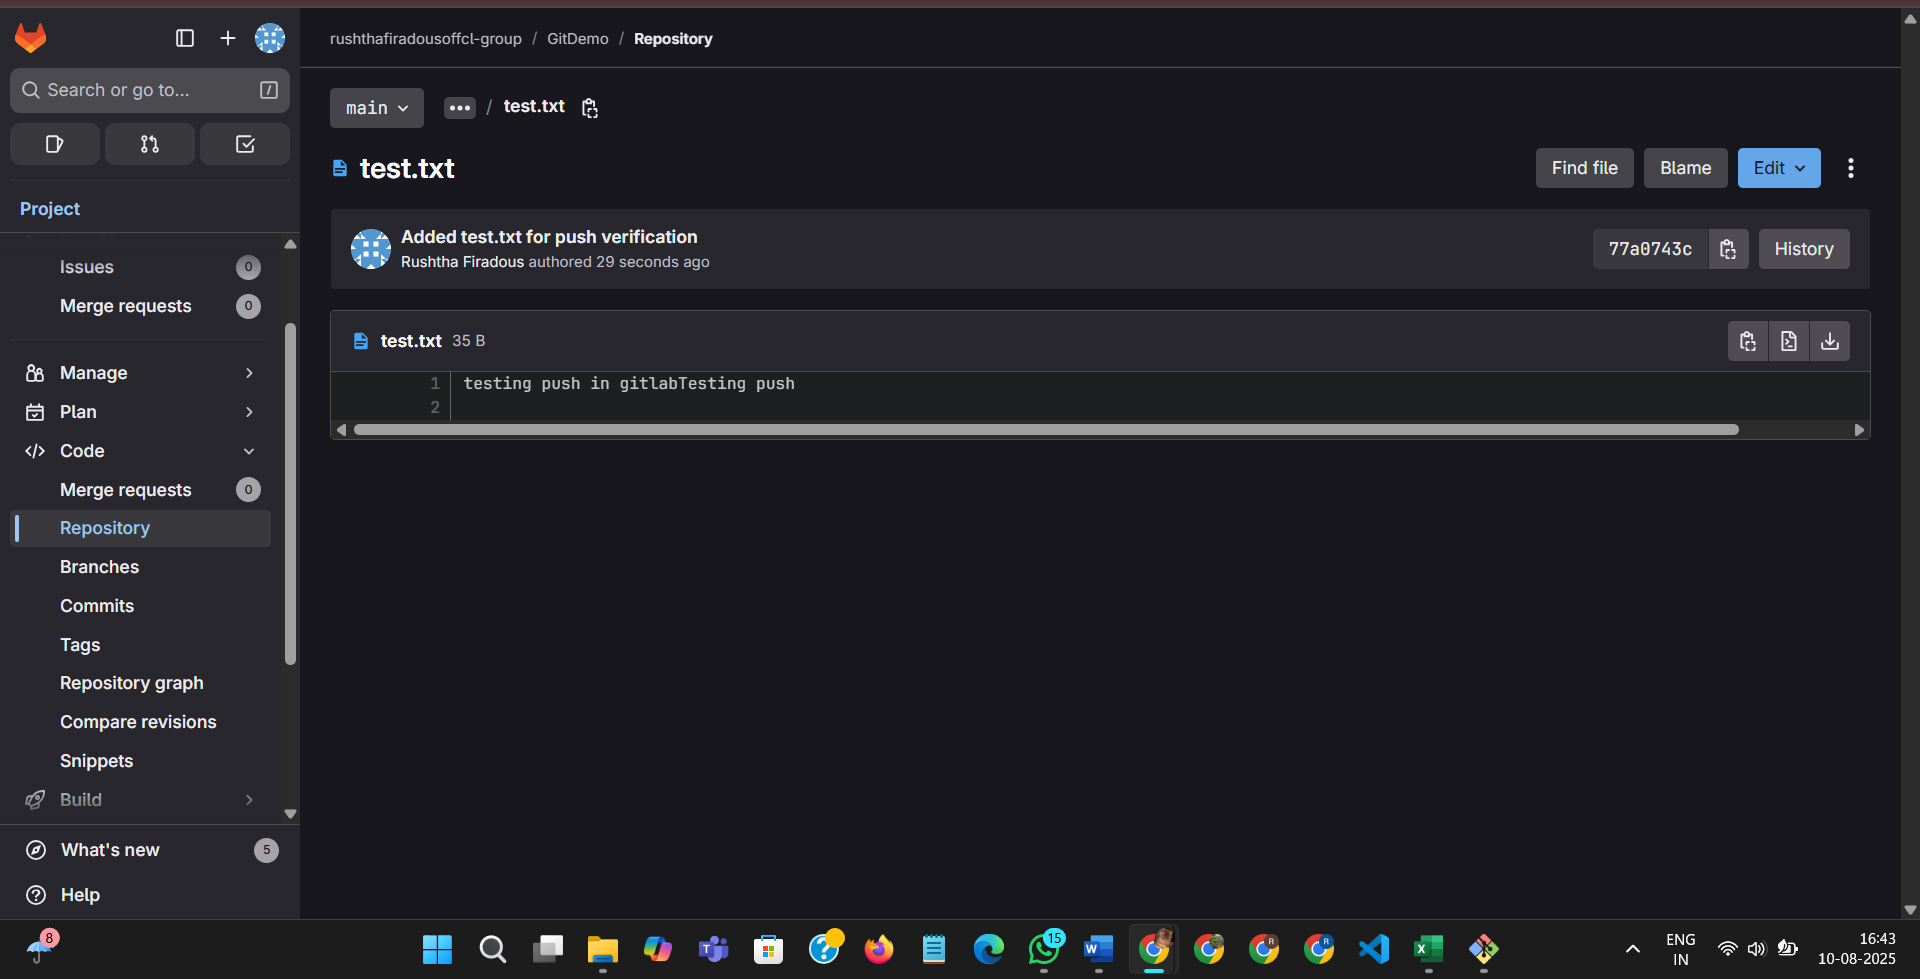 rushthafiradousoffcl-group / GitDemo / Repository
Search or go to... /
main ... / test.txt
test.txt
Find file Blame Edit
Project
Added test.txt for push verification
Rushtha Firadous authored 29 seconds ago
77a0743c History
Issues 0
Merge requests 0
test.txt 35 B
1 testing push in gitlabTesting push
2
Manage
Plan
Code
Merge requests 0
Repository
Branches
Commits
Tags
Repository graph
Compare revisions
Snippets
Build
What's new 5
Help
8
15
ENG
IN
16:43
10-08-2025